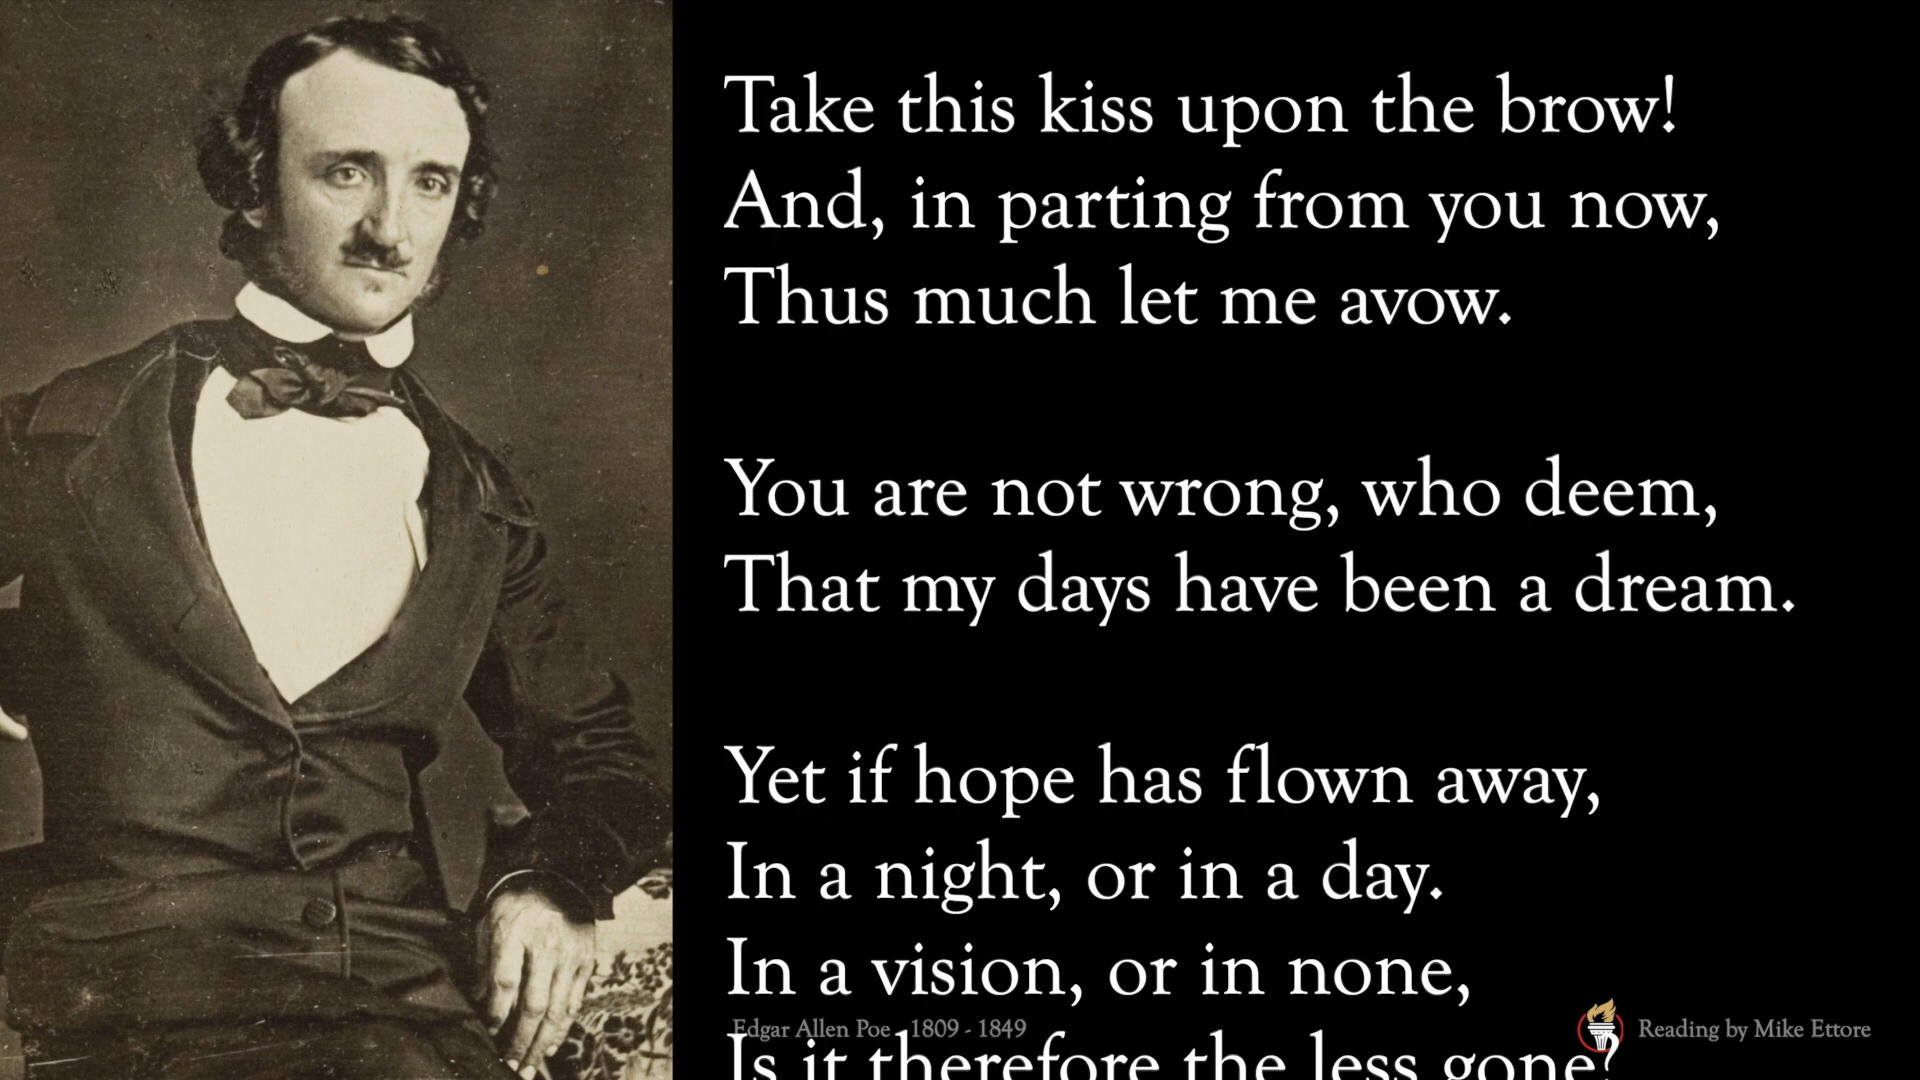 Take this kiss upon the brow!
And, in parting from you now,
Thus much let me avow.
You are not wrong, who deem,
That my days have been a dream.
Yet if hope has flown away,
In a night, or in a day.
In a vision, or in none,
Is it therefore the less gone?
Edgar Allen Poe - 1809 - 1849
Reading by Mike Ettore